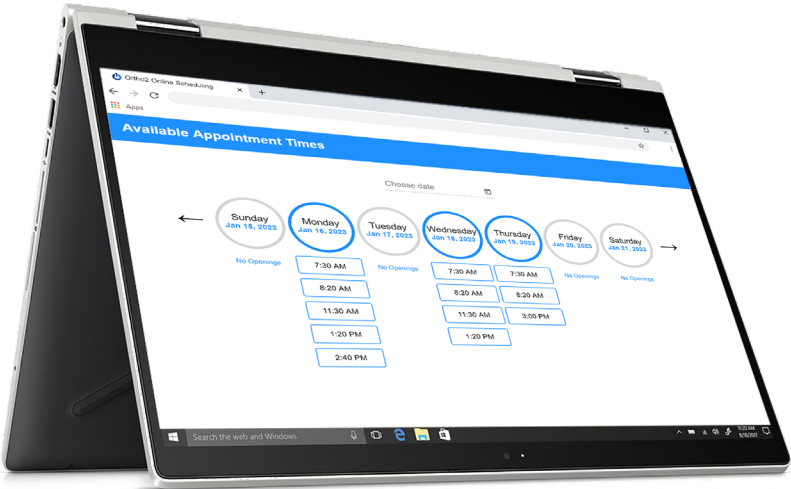 Ortho2 Online Scheduling
Apps
Available Appointment Times
Choose date
Sunday Monday Tuesday Wednesday Thursday Friday Saturday
Jan 15, 2023 Jan 16, 2023 Jan 17, 2023 Jan 18, 2023 Jan 19, 2023 Jan 20, 2023 Jan 21, 2023
No Openings 7:30 AM No Openings 7:30 AM 7:30 AM No Openings No Openings
8:20 AM 8:20 AM 8:20 AM
11:30 AM 11:30 AM 3:00 PM
1:20 PM 1:20 PM
2:40 PM
Search the web and Windows
11:20 AM